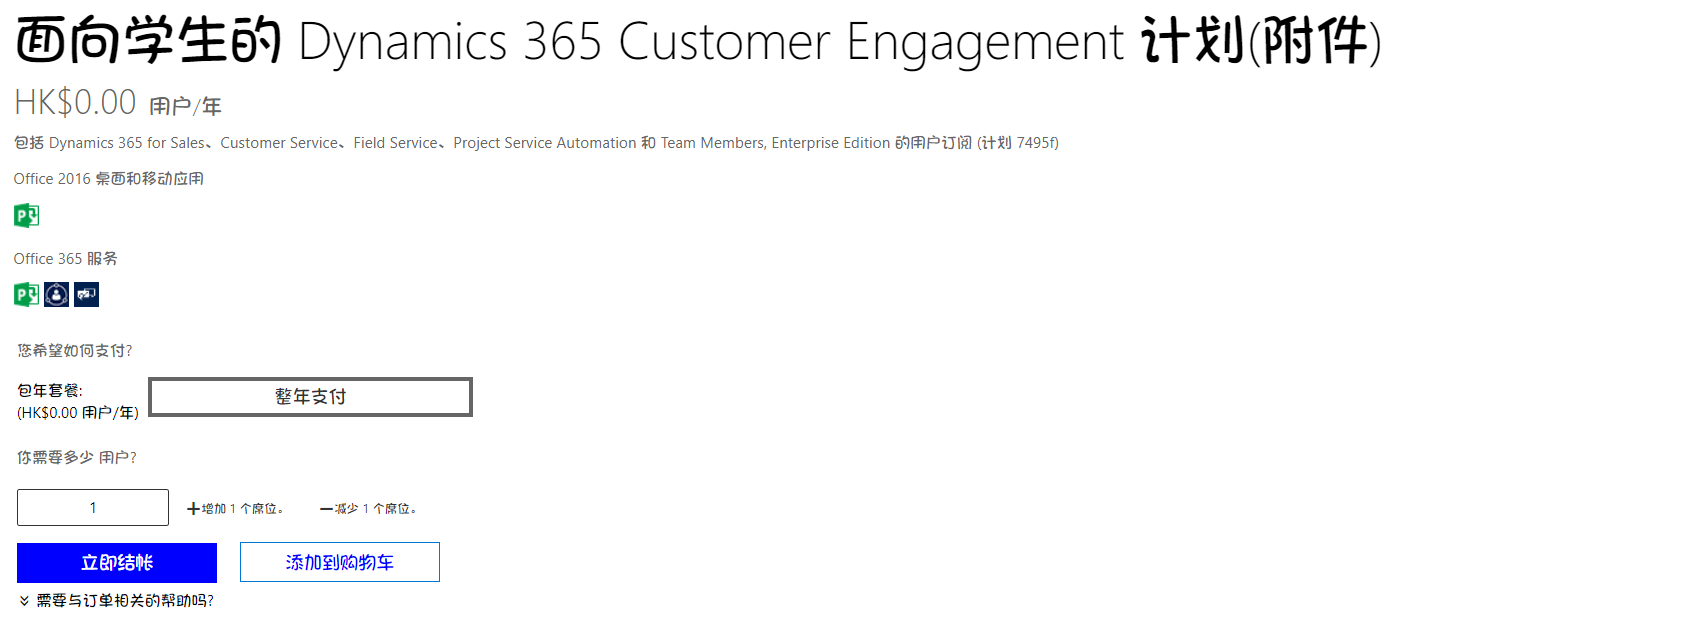 面向学生的 Dynamics 365 Customer Engagement 计划(附件)
HK$0.00 用户/年
包括 Dynamics 365 for Sales、Customer Service、Field Service、Project Service Automation 和 Team Members, Enterprise Edition 的用户订阅 (计划 7495f)
Office 2016 桌面和移动应用
Office 365 服务
您希望如何支付?
包年套餐:
(HK$0.00 用户/年)
整年支付
你需要多少 用户?
1
增加 1 个席位。
减少 1 个席位。
立即结帐
添加到购物车
需要与订单相关的帮助吗?